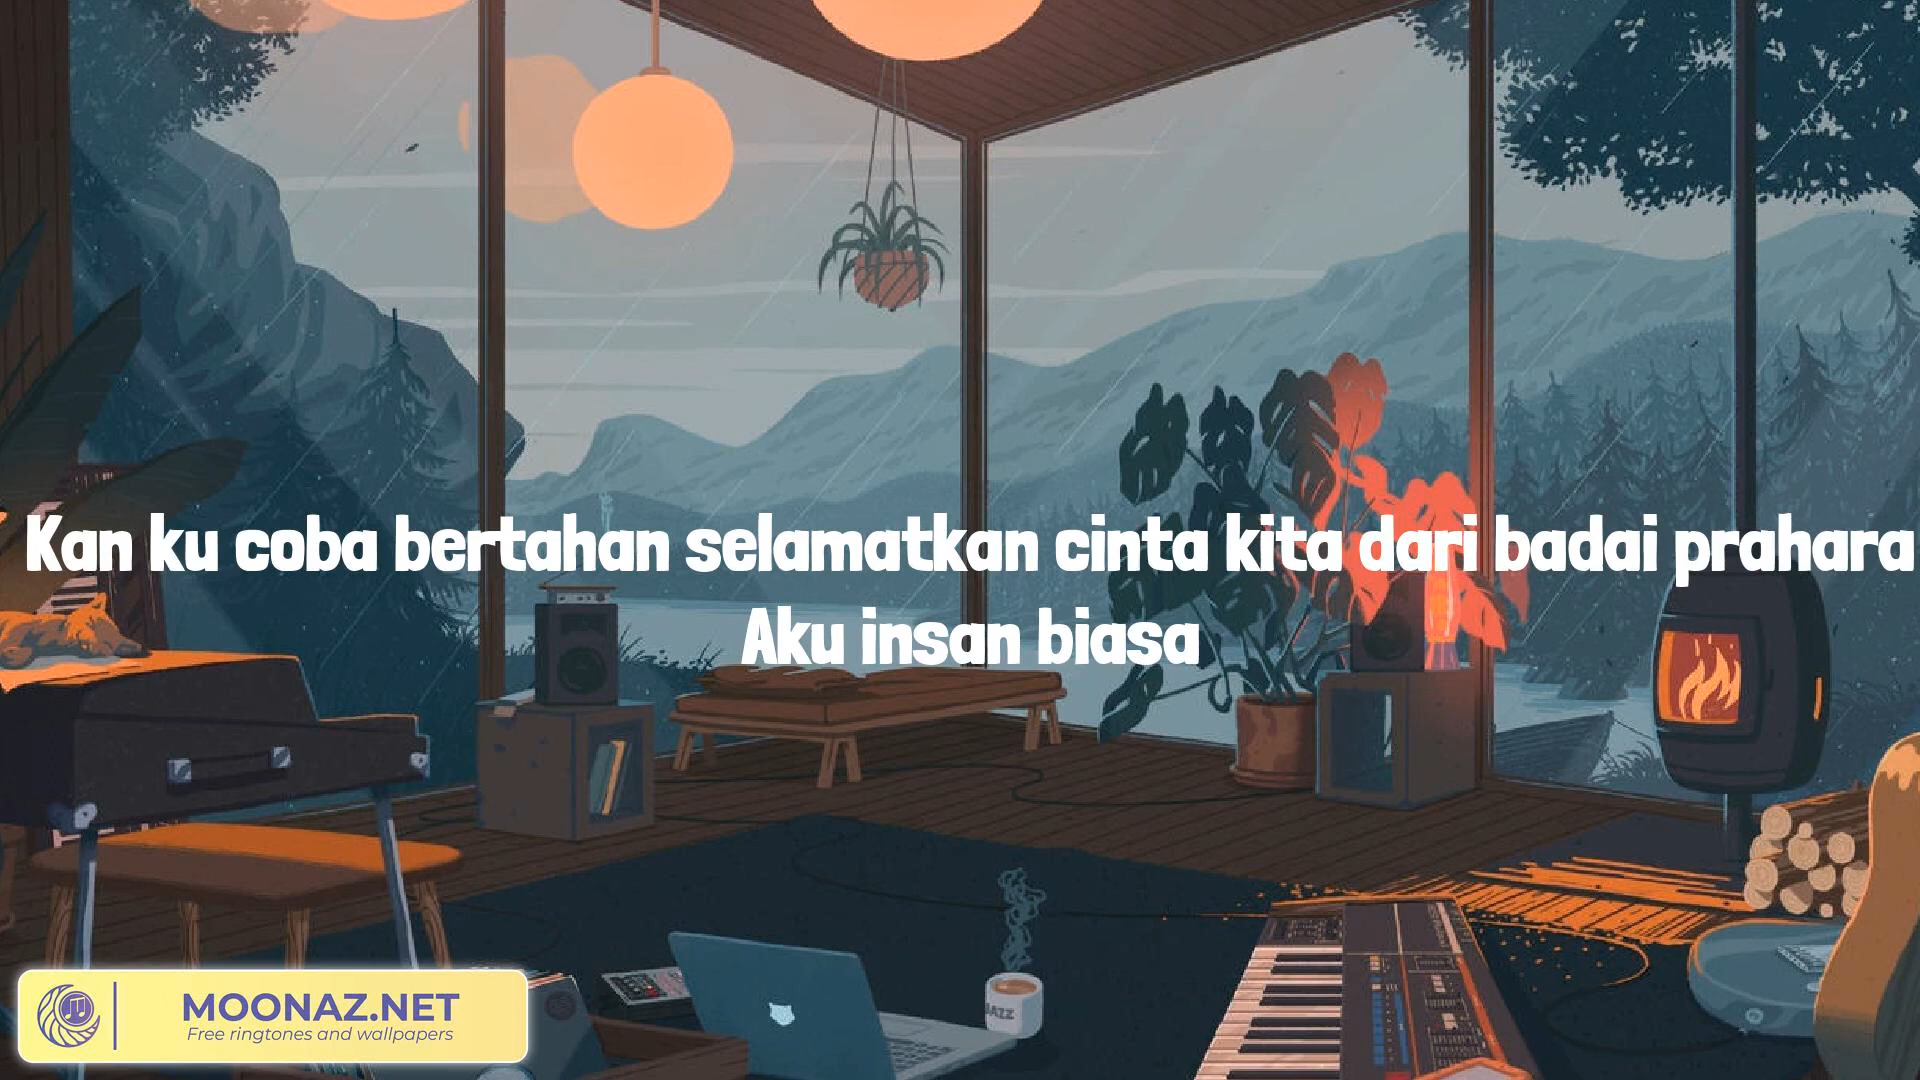 Kan ku coba bertahan selamatkan cinta kita dari badai prahara
Aku insan biasa
JAZZ
MOONAZ.NET
Free ringtones and wallpapers